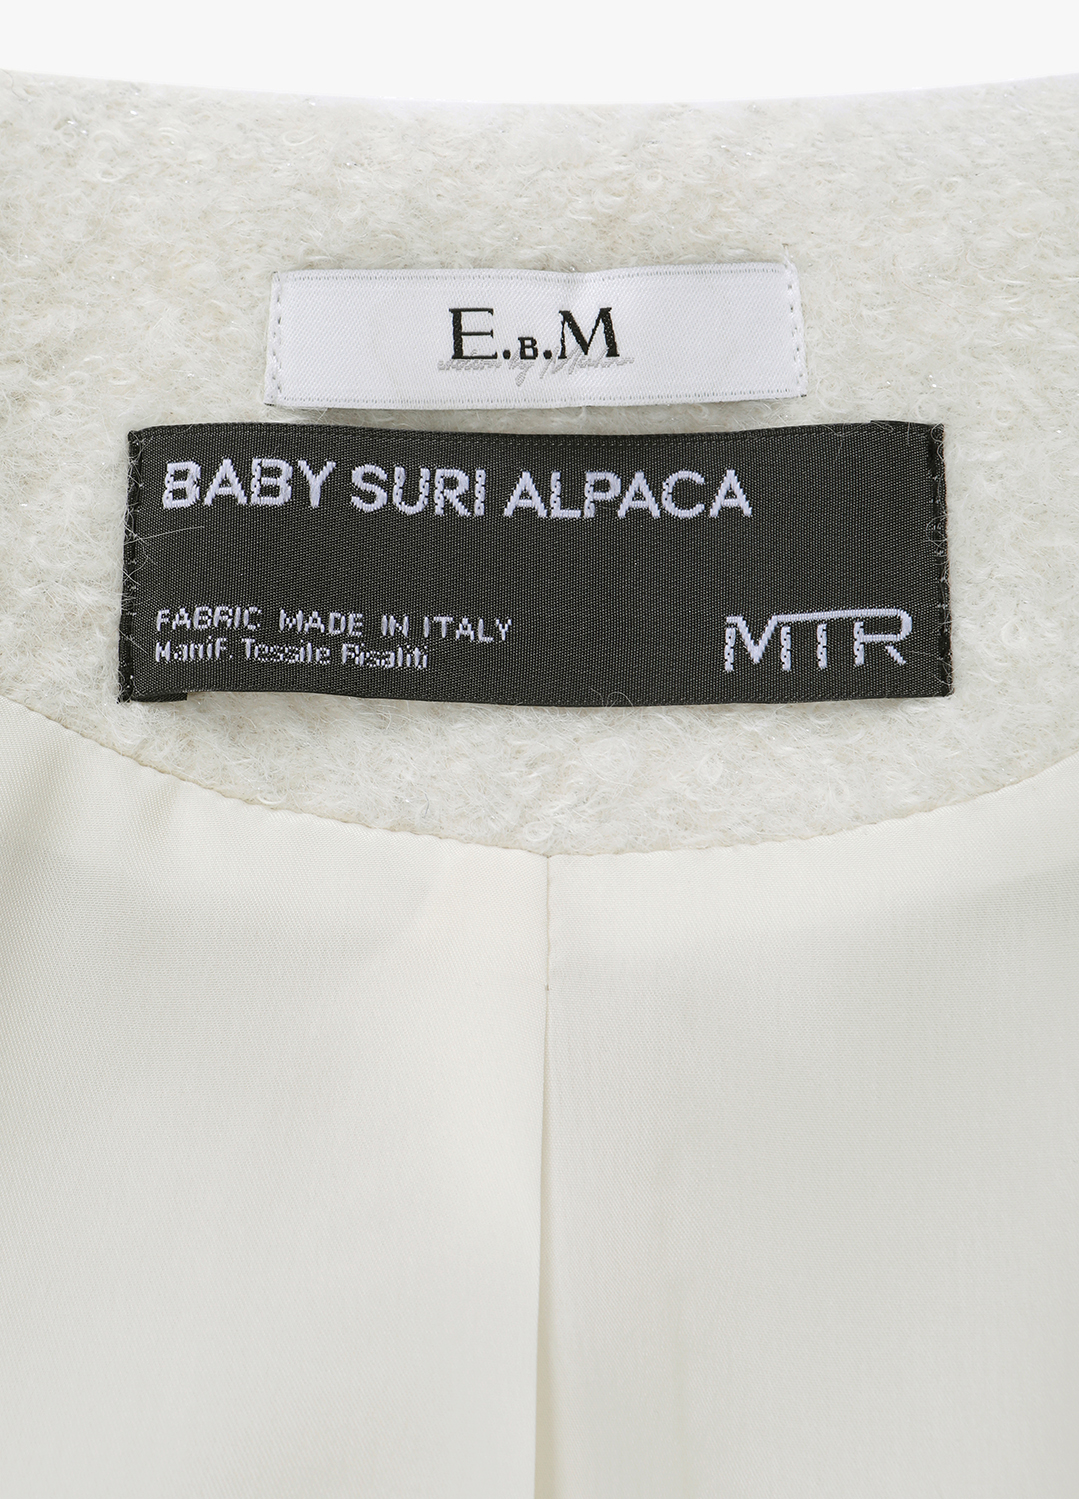 E.B.M
BABY SURI ALPACA
FABRIC MADE IN ITALY
Manif. Tessile Risaliti
MTR